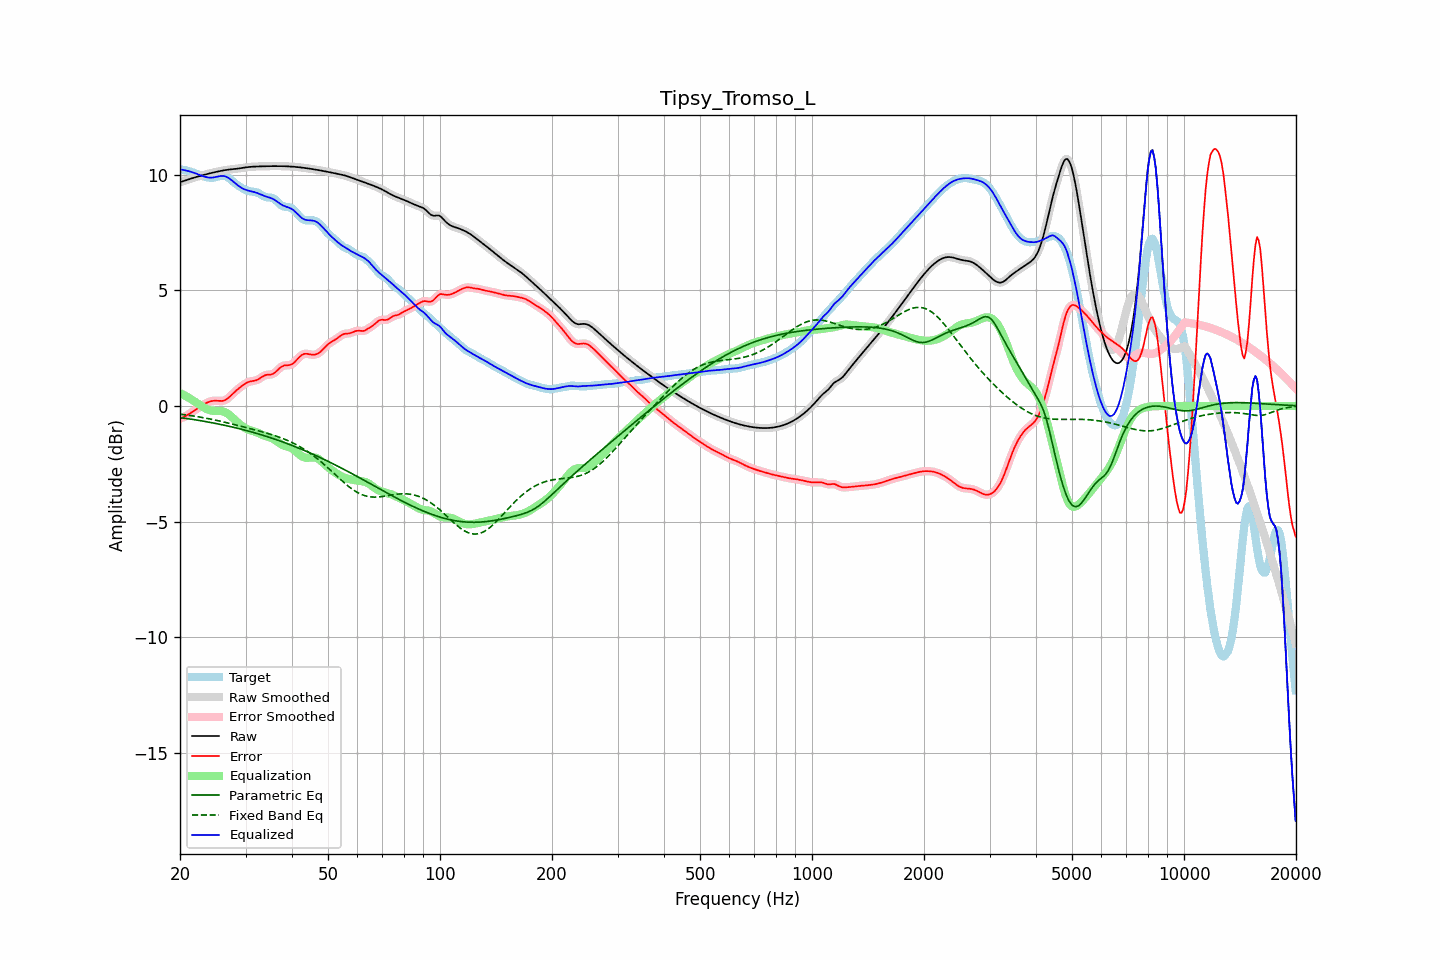 Tipsy_Tromso_L
Amplitude (dBr)
10
5
0
−5
−10
−15
Target
Raw Smoothed
Error Smoothed
Raw
Error
Equalization
Parametric Eq
Fixed Band Eq
Equalized
20 50 100 200 500 1000 2000 5000 10000 20000
Frequency (Hz)